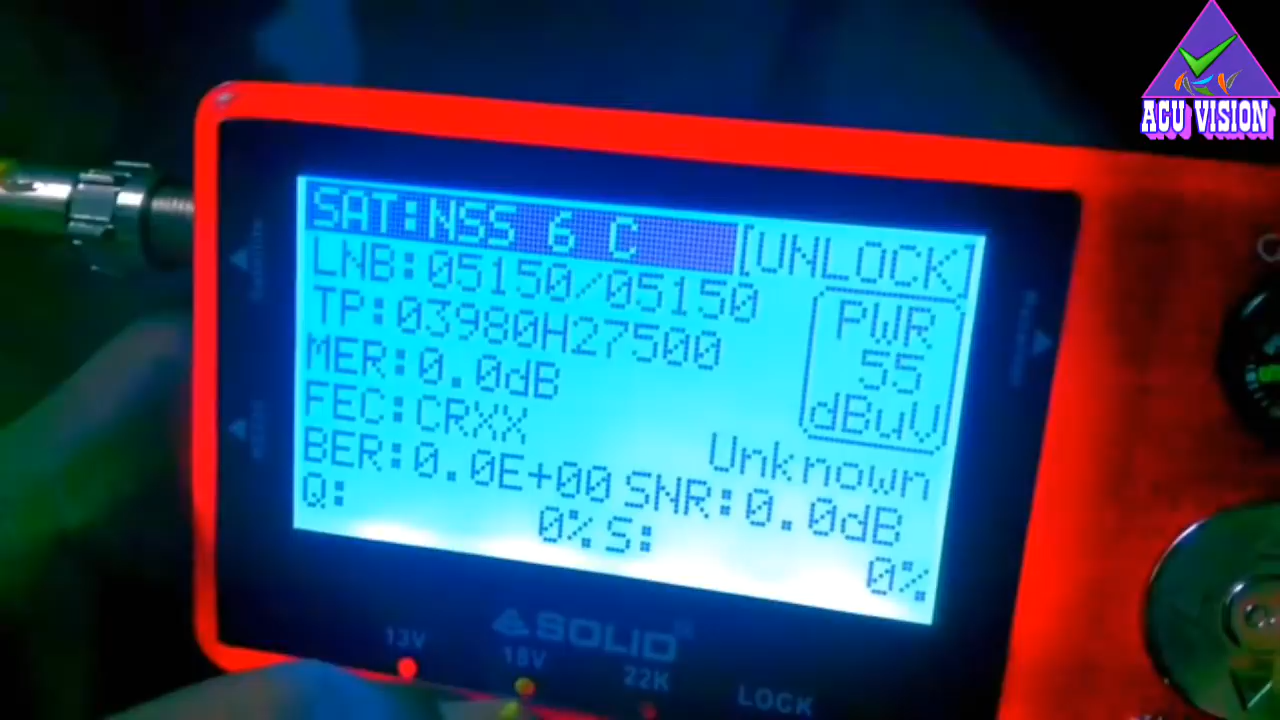 ACU VISION
SAT:NSS 6 C [UNLOCK]
LNB:05150/05150
TP:03980H27500
PWR
55
dBuV
MER:0.0dB
FEC:CRXX
Unknown
BER:0.0E+00 SNR:0.0dB
Q: 0% S: 0%
SOLID
13V
18V
22K
LOCK